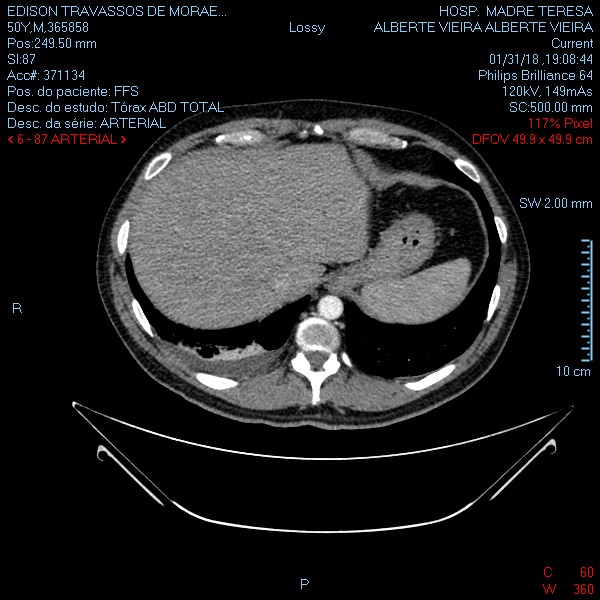 EDISON TRAVASSOS DE MORAE...
50Y,M,365858
Pos:249.50 mm
SI:87
Acc#: 371134
Pos. do paciente: FFS
Desc. do estudo: Tórax ABD TOTAL
Desc. da série: ARTERIAL
< 6 - 87 ARTERIAL >
Lossy
HOSP. MADRE TERESA
ALBERTE VIEIRA ALBERTE VIEIRA
Current
01/31/18 ,19:08:44
Philips Brilliance 64
120kV, 149mAs
SC:500.00 mm
117% Pixel
DFOV 49.9 x 49.9 cm
SW 2.00 mm
R
10 cm
P
C 60
W 360